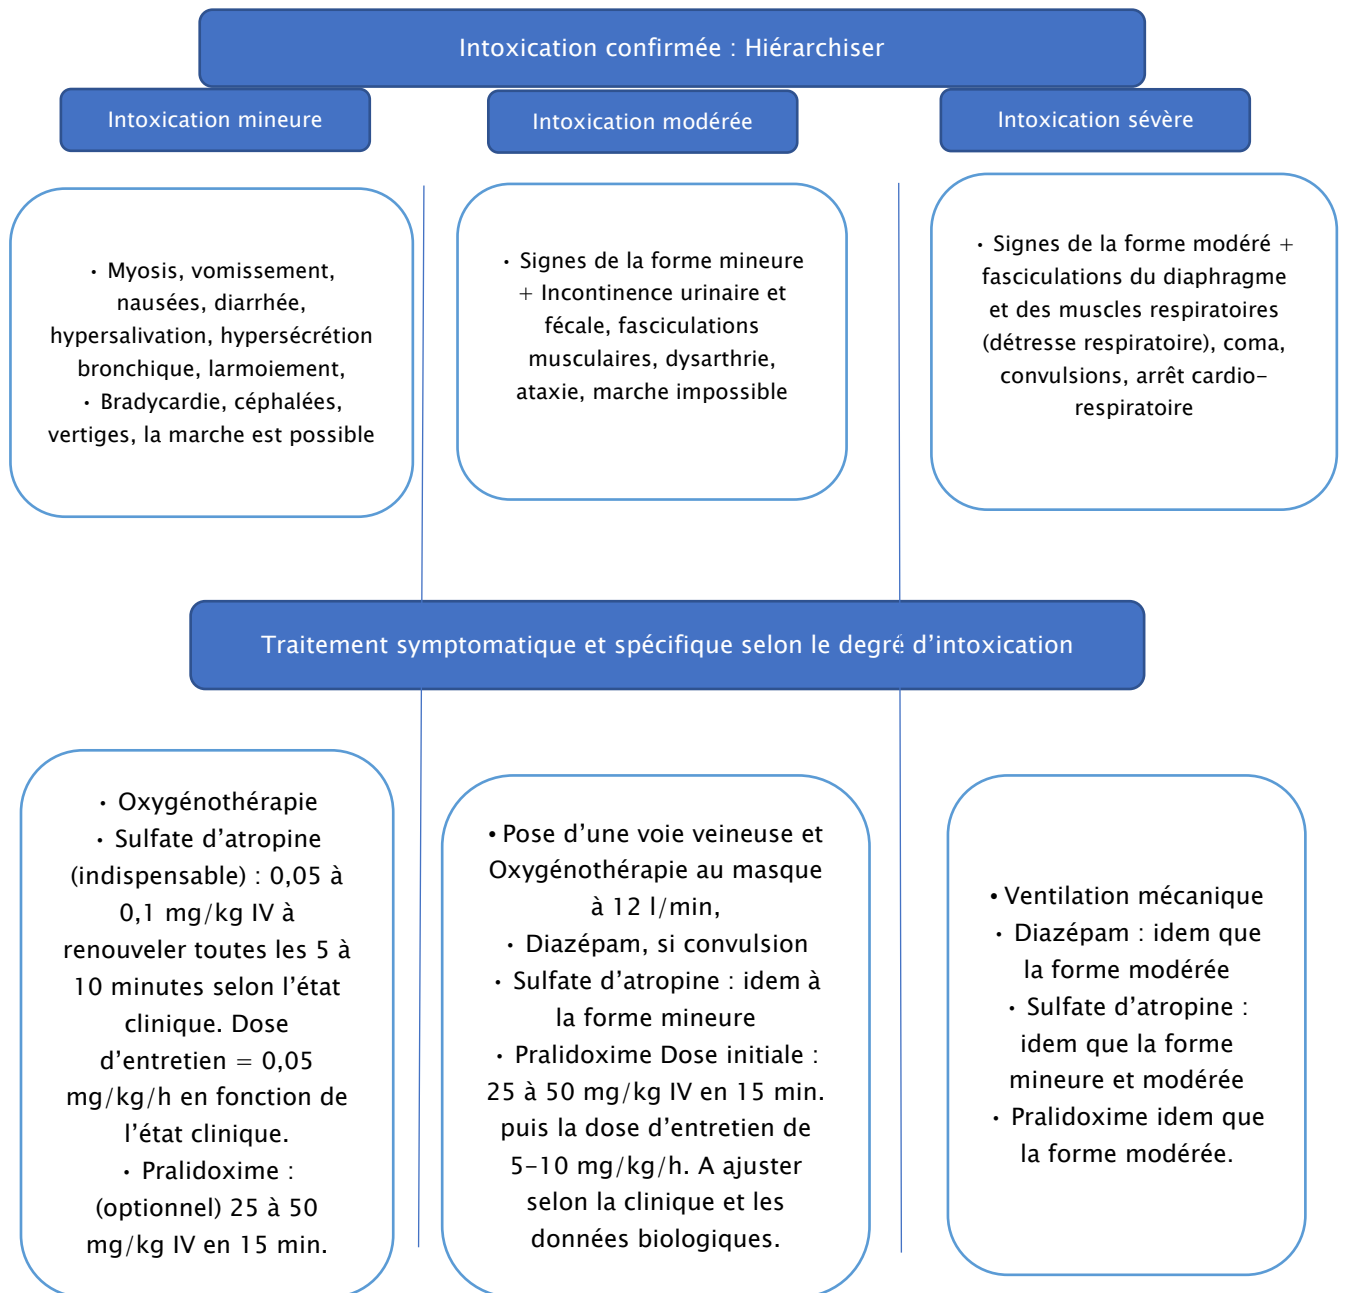 Intoxication confirmée : Hiérarchiser
Intoxication mineure
Intoxication modérée
Intoxication sévère
• Myosis, vomissement,
nausées, diarrhée,
hypersalivation, hypersécrétion
bronchique, larmoiement,
• Bradycardie, céphalées,
vertiges, la marche est possible
• Signes de la forme mineure
+ Incontinence urinaire et
fécale, fasciculations
musculaires, dysarthrie,
ataxie, marche impossible
• Signes de la forme modéré +
fasciculations du diaphragme
et des muscles respiratoires
(détresse respiratoire), coma,
convulsions, arrêt cardio-
respiratoire
Traitement symptomatique et spécifique selon le degré d’intoxication
• Oxygénothérapie
• Sulfate d’atropine
(indispensable) : 0,05 à
0,1 mg/kg IV à
renouveler toutes les 5 à
10 minutes selon l’état
clinique. Dose
d’entretien = 0,05
mg/kg/h en fonction de
l’état clinique.
• Pralidoxime :
(optionnel) 25 à 50
mg/kg IV en 15 min.
• Pose d’une voie veineuse et
Oxygénothérapie au masque
à 12 l/min,
• Diazépam, si convulsion
• Sulfate d’atropine : idem à
la forme mineure
• Pralidoxime Dose initiale :
25 à 50 mg/kg IV en 15 min.
puis la dose d’entretien de
5-10 mg/kg/h. A ajuster
selon la clinique et les
données biologiques.
• Ventilation mécanique
• Diazépam : idem que
la forme modérée
• Sulfate d’atropine :
idem que la forme
mineure et modérée
• Pralidoxime idem que
la forme modérée.